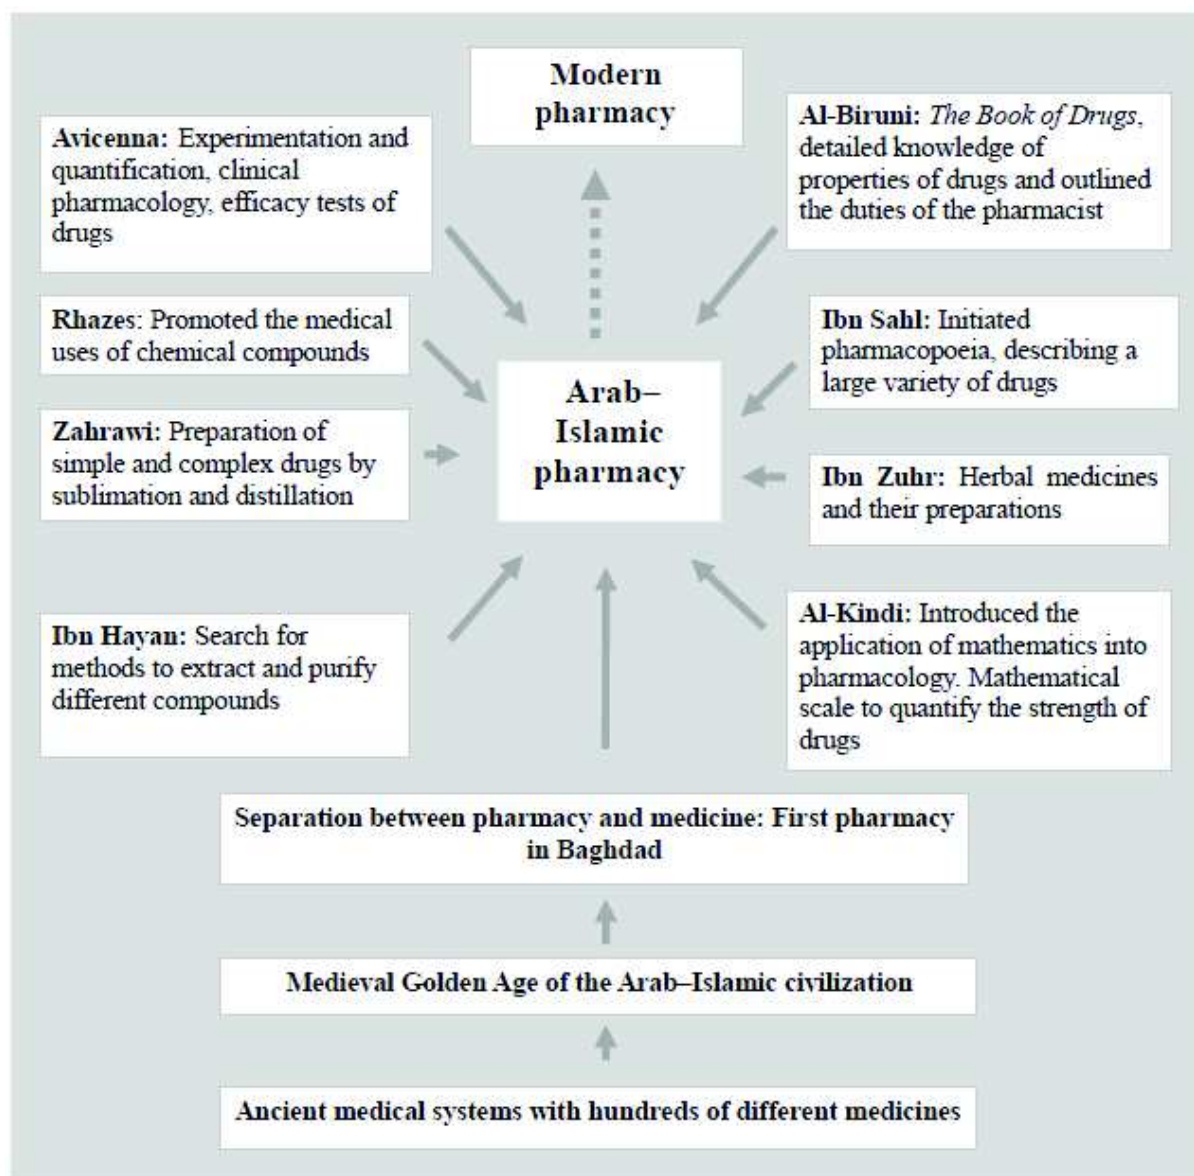 Modern
pharmacy
Avicenna: Experimentation and
quantification, clinical
pharmacology, efficacy tests of
drugs
Al-Biruni: The Book of Drugs,
detailed knowledge of
properties of drugs and outlined
the duties of the pharmacist
Rhazes: Promoted the medical
uses of chemical compounds
Ibn Sahl: Initiated
pharmacopoeia, describing a
large variety of drugs
Arab–
Islamic
pharmacy
Zahrawi: Preparation of
simple and complex drugs by
sublimation and distillation
Ibn Zuhr: Herbal medicines
and their preparations
Ibn Hayan: Search for
methods to extract and purify
different compounds
Al-Kindi: Introduced the
application of mathematics into
pharmacology. Mathematical
scale to quantify the strength of
drugs
Separation between pharmacy and medicine: First pharmacy
in Baghdad
Medieval Golden Age of the Arab–Islamic civilization
Ancient medical systems with hundreds of different medicines